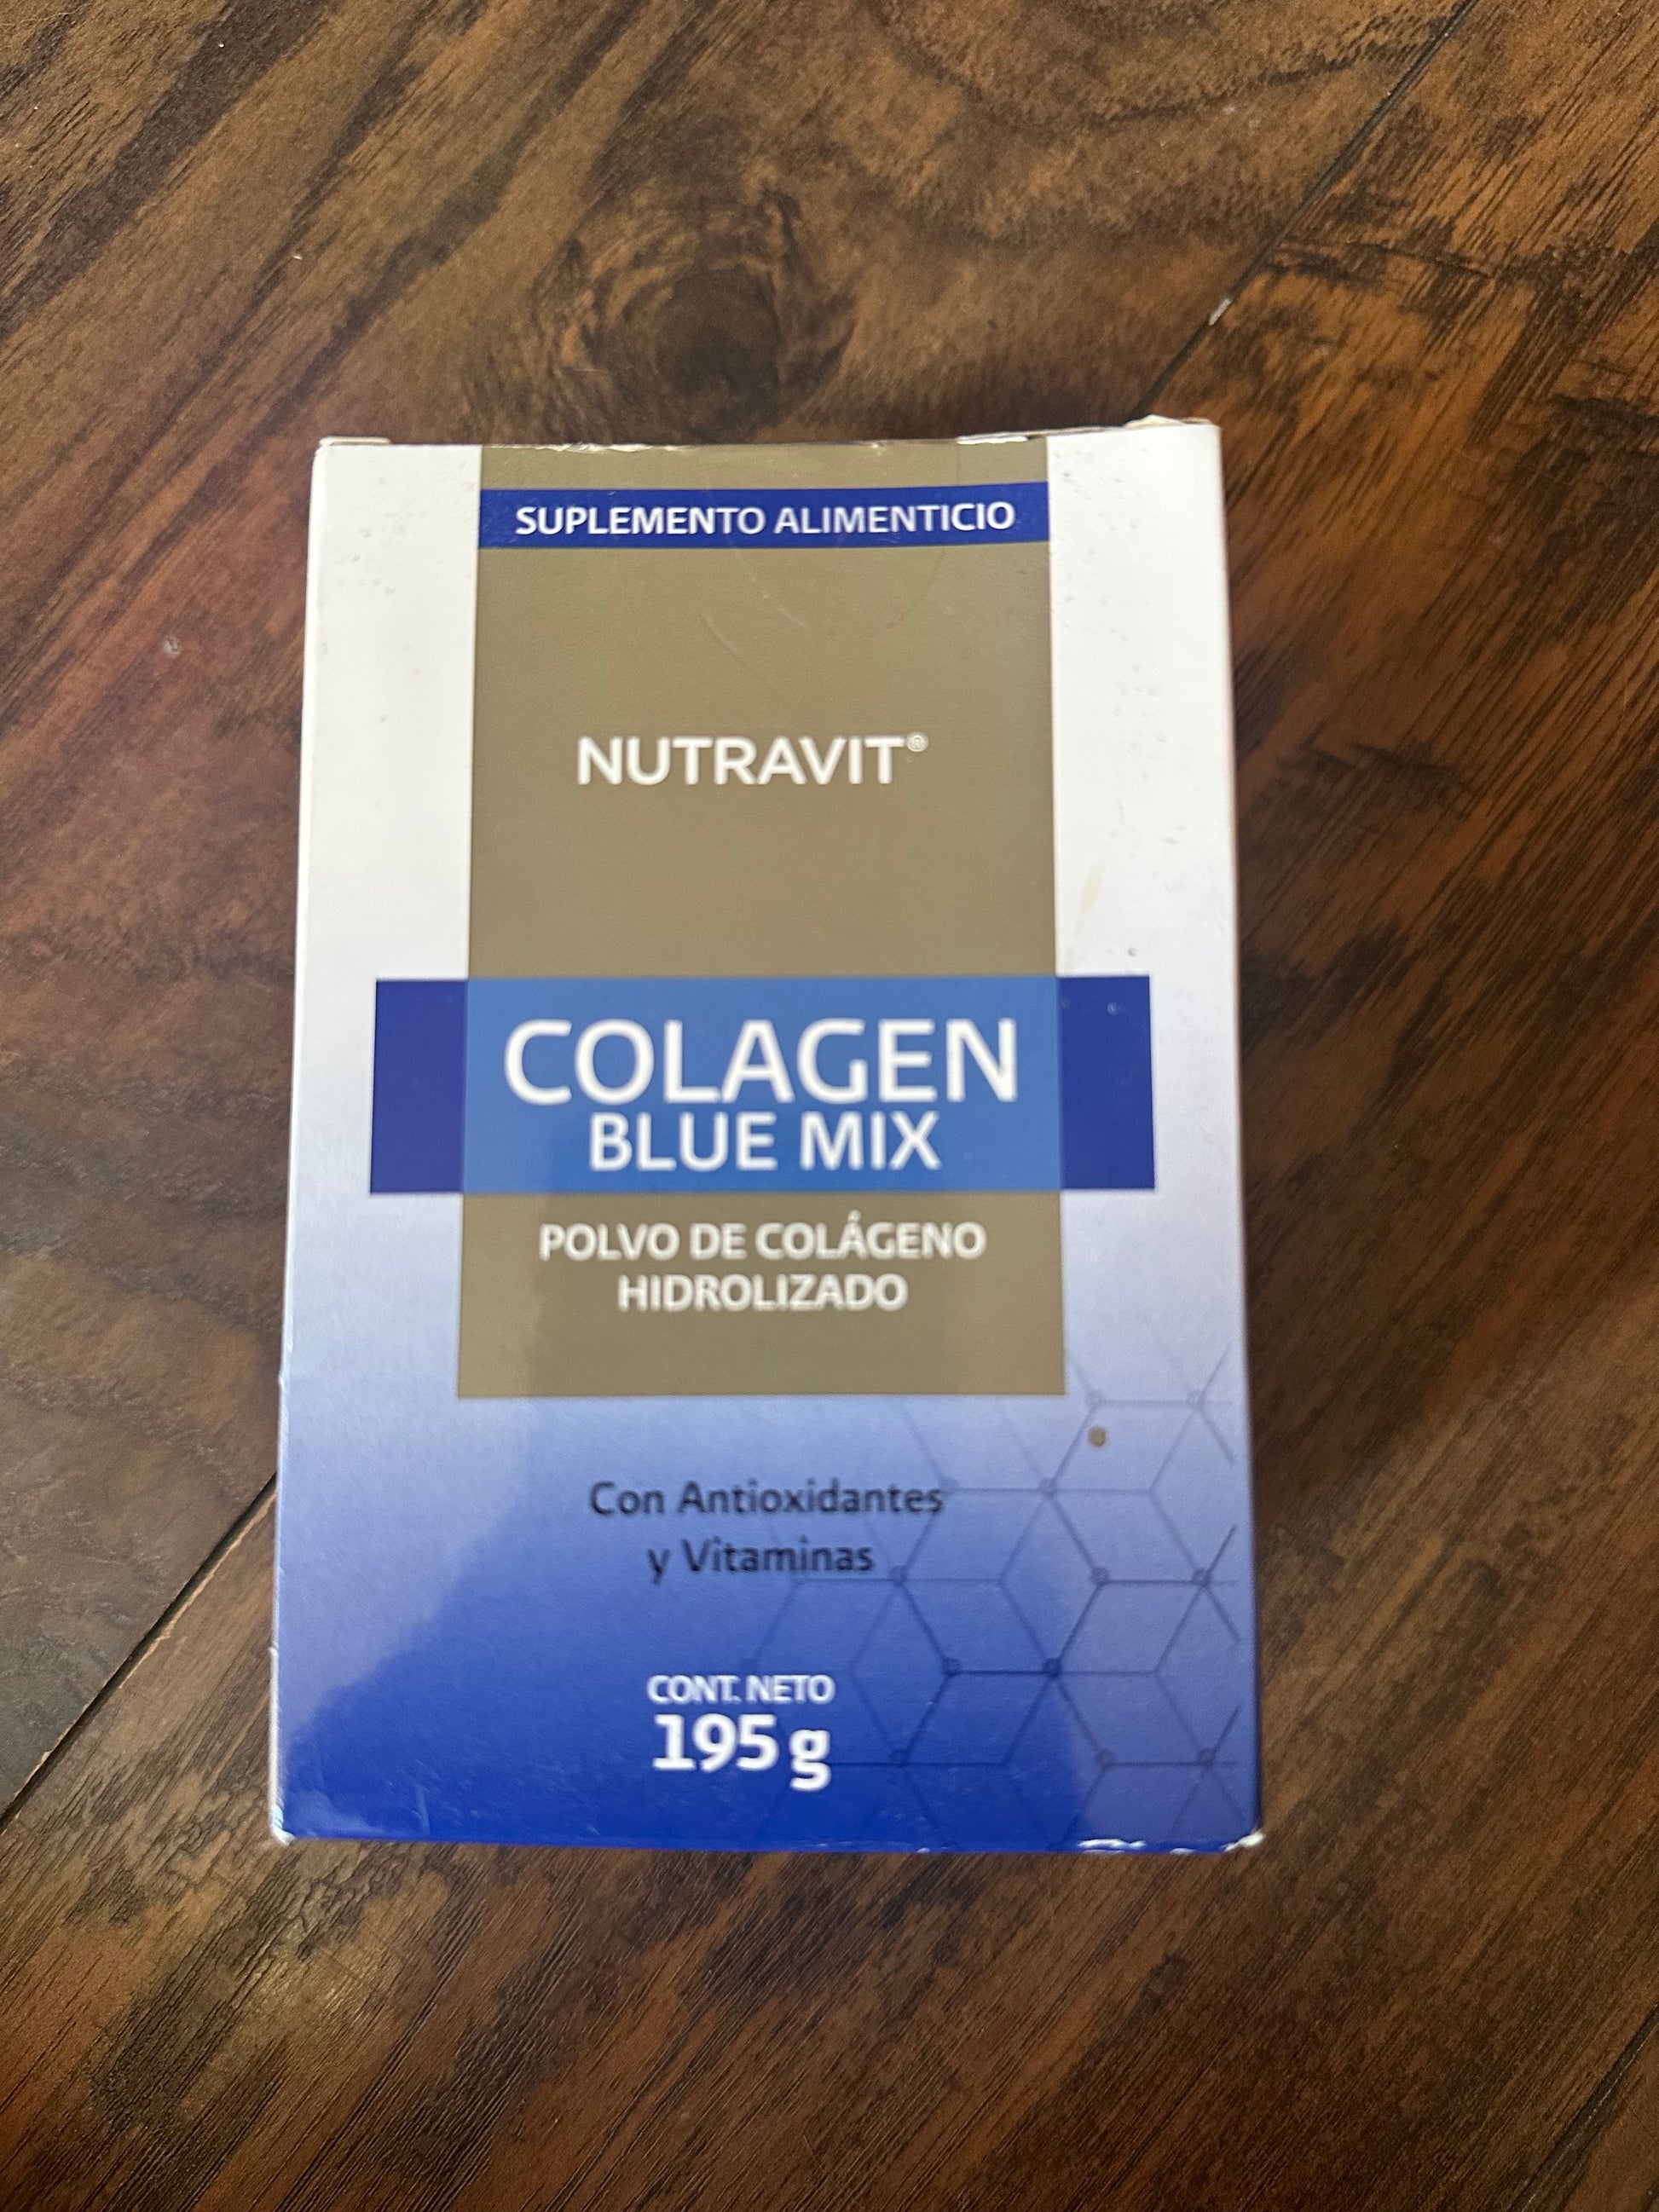 SUPLEMENTO ALIMENTICIO
NUTRAVIT®
COLAGEN
BLUE MIX
POLVO DE COLÁGENO
HIDROLIZADO
Con Antioxidantes
y Vitaminas
CONT. NETO
195 g